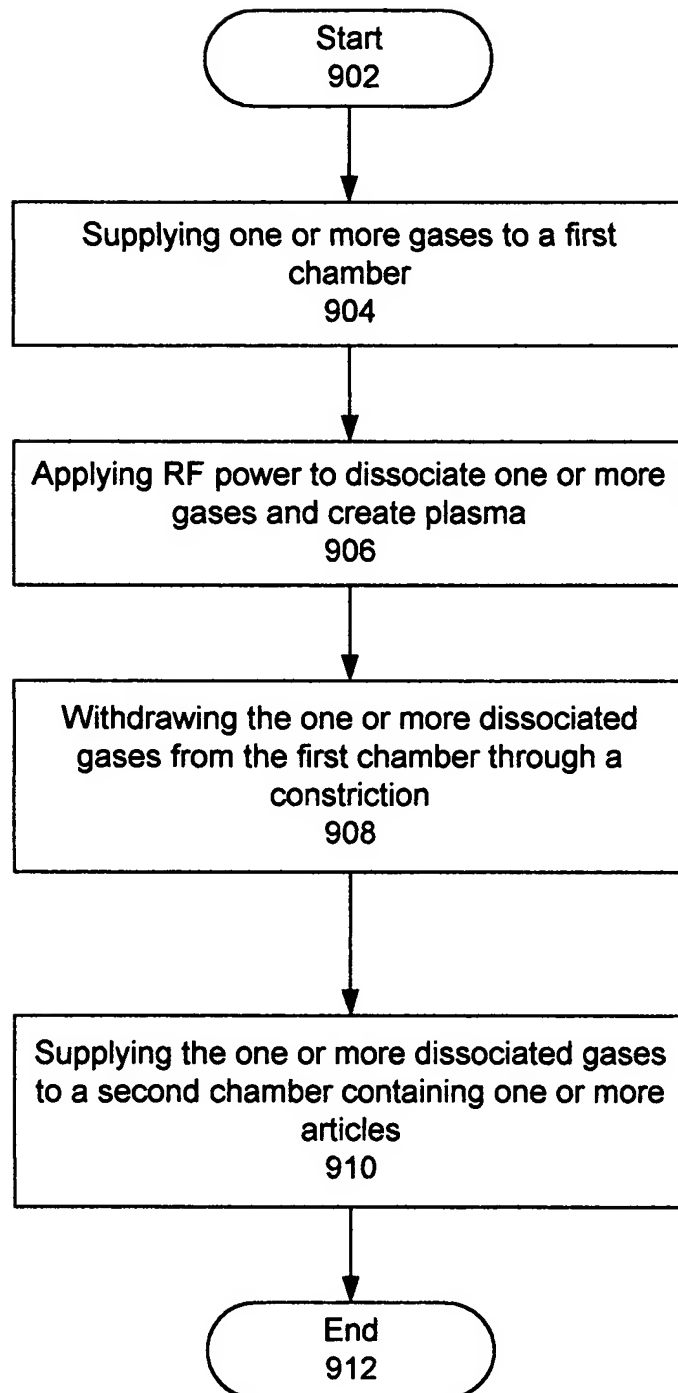 Start
902
Supplying one or more gases to a first
chamber
904
Applying RF power to dissociate one or more
gases and create plasma
906
Withdrawing the one or more dissociated
gases from the first chamber through a
constriction
908
Supplying the one or more dissociated gases
to a second chamber containing one or more
articles
910
End
912